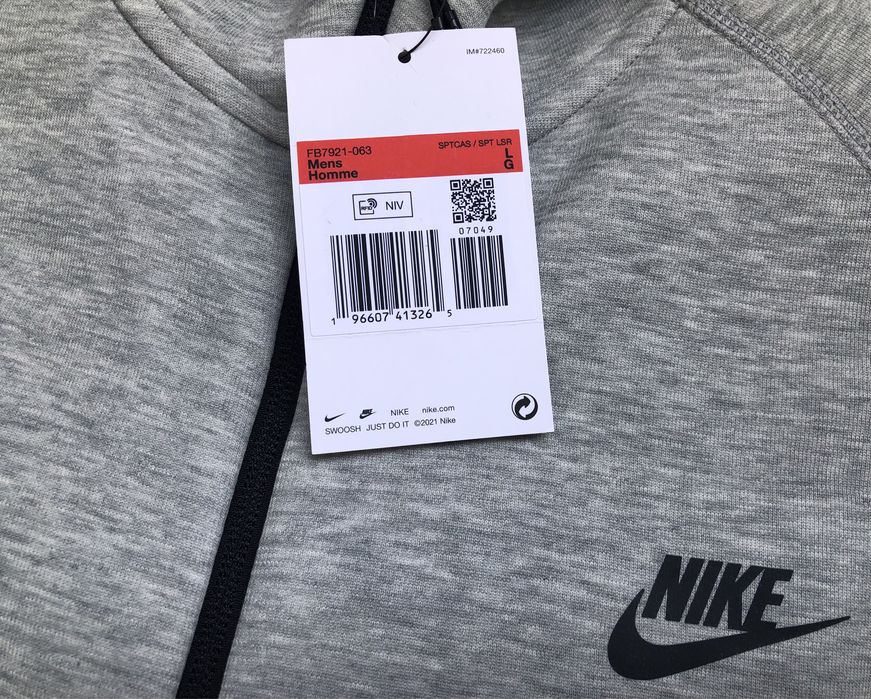 IM#722460
FB7921-063 SPTCAS / SPT LSR
Mens L
Homme G
RFID NIV
07049
1 96607 41326 5
NIKE nike.com
SWOOSH JUST DO IT ©2021 Nike
NIKE